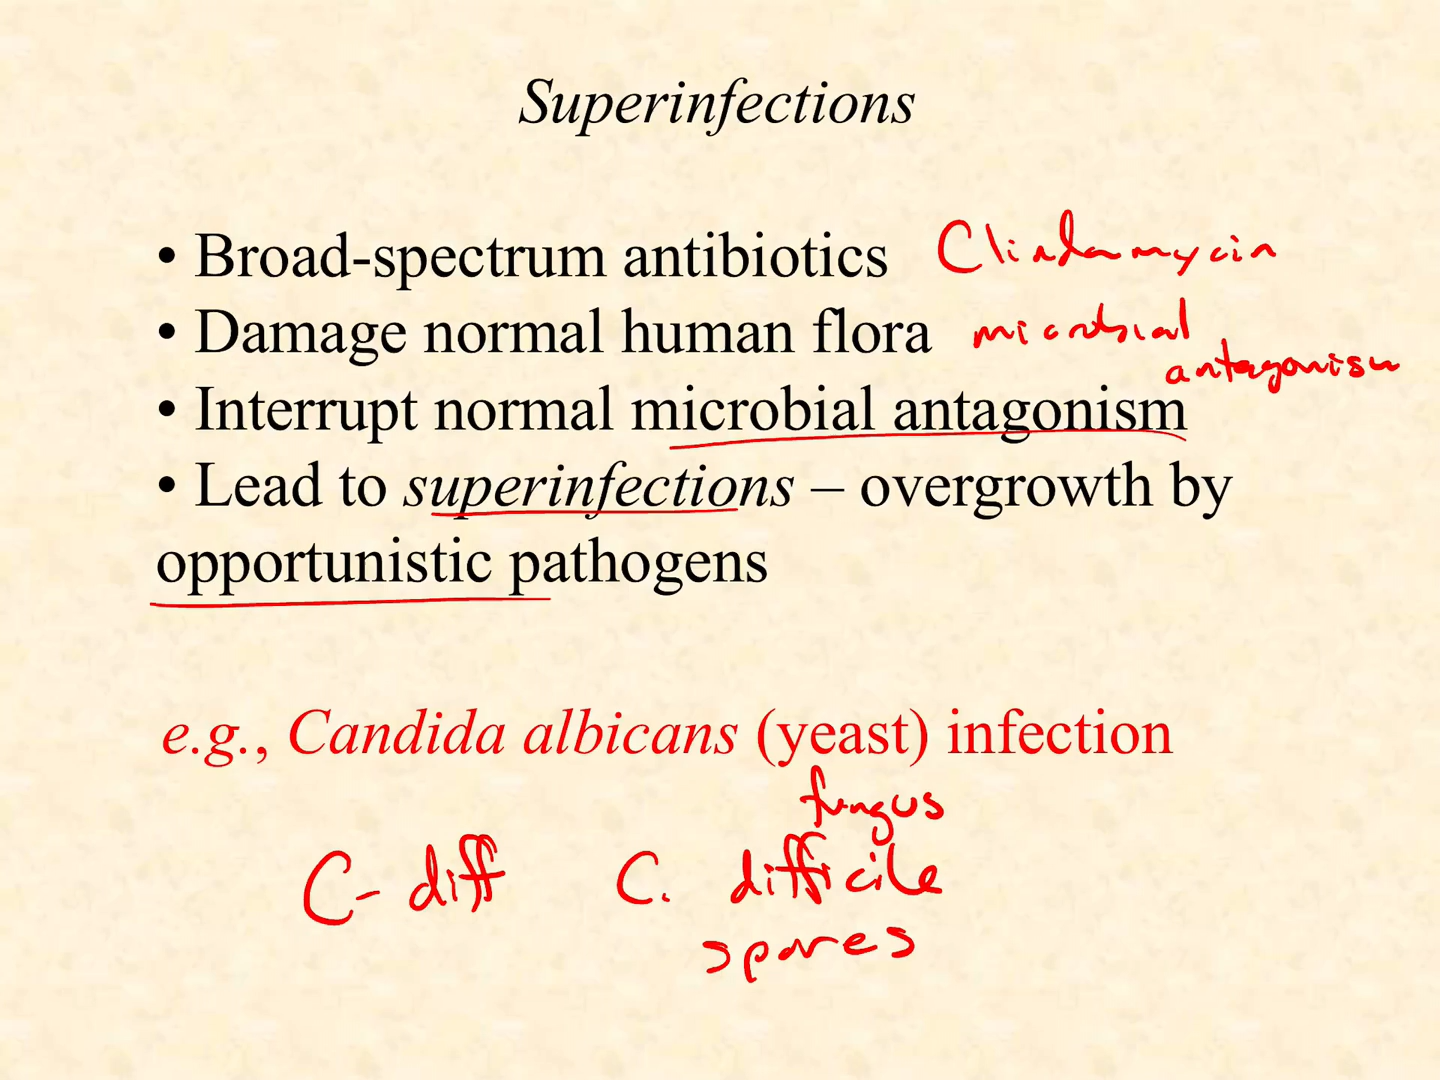 Superinfections
• Broad-spectrum antibiotics Clindamycin
• Damage normal human flora microbial
antagonism
• Interrupt normal microbial antagonism
• Lead to superinfections – overgrowth by
opportunistic pathogens
e.g., Candida albicans (yeast) infection
fungus
C-diff C. difficile
spores